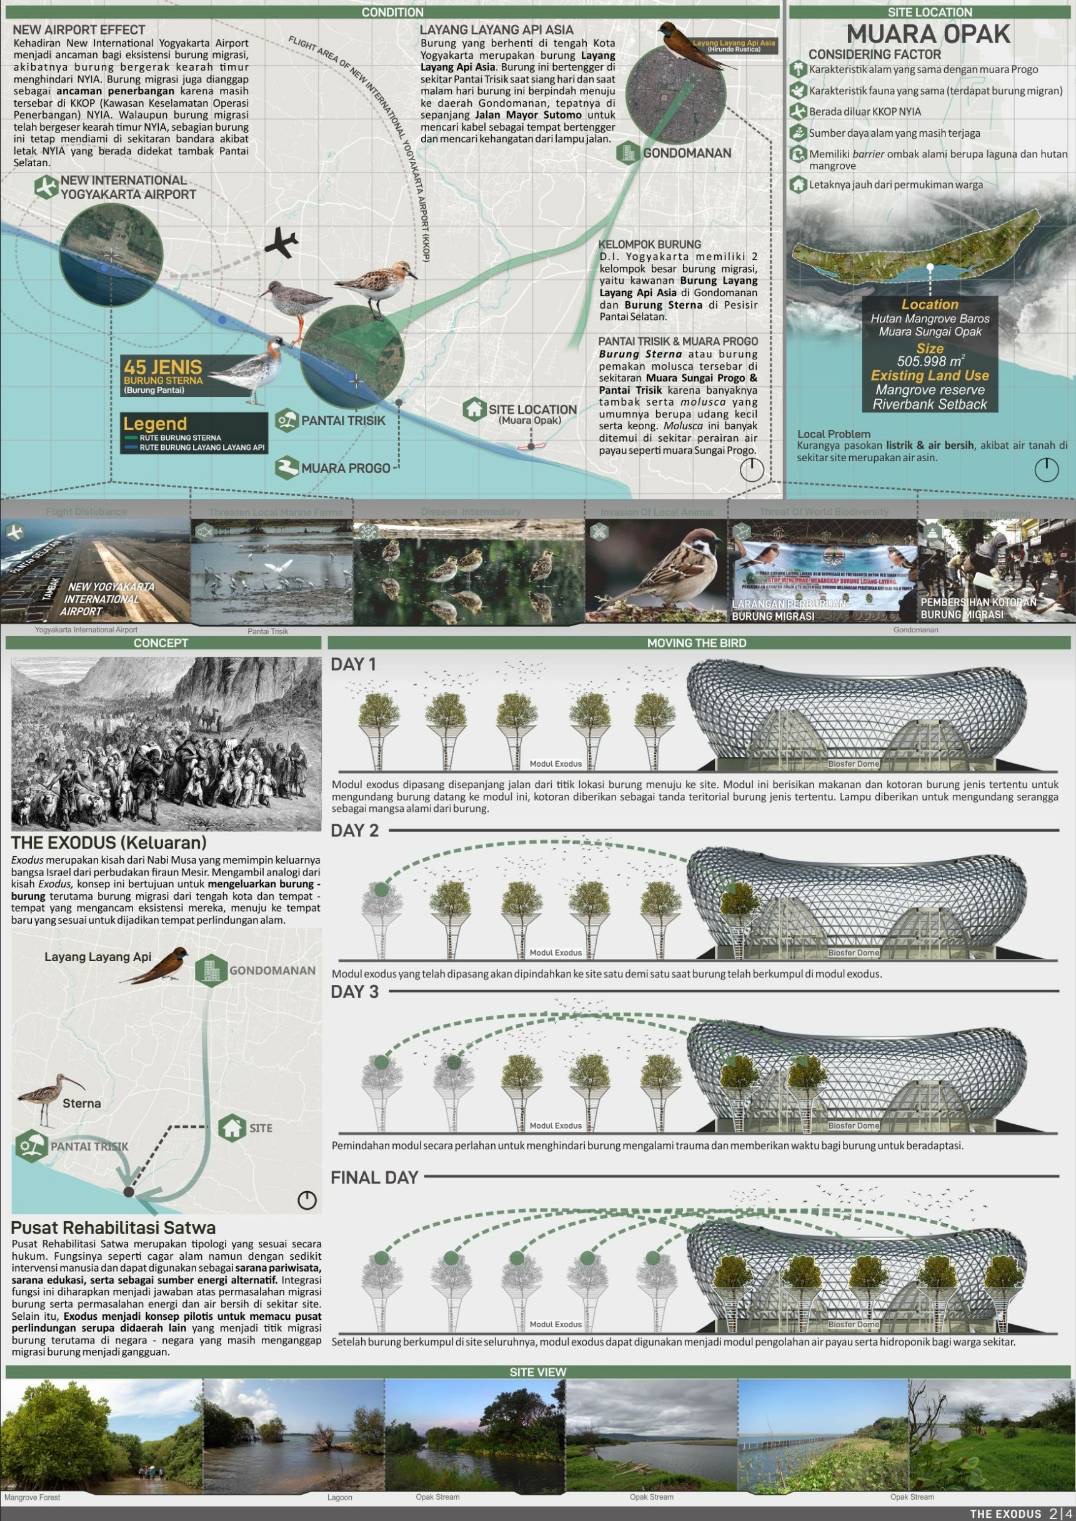 CONDITION
NEW AIRPORT EFFECT
Kehadiran New International Yogyakarta Airport
menjadi ancaman bagi eksistensi burung migrasi,
akibatnya burung bergerak kearah timur
menghindari NYIA. Burung migrasi juga dianggap
sebagai ancaman penerbangan karena masih
tersebar di KKOP (Kawasan Keselamatan Operasi
Penerbangan) NYIA. Walaupun burung migrasi
telah bergeser kearah timur NYIA, sebagian burung
ini tetap mendiami di sekitaran bandara akibat
letak NYIA yang berada didekat tambak Pantai
Selatan.
NEW INTERNATIONAL
YOGYAKARTA AIRPORT
FLIGHT AREA OF NEW INTERNATIONAL YOGYAKARTA AIRPORT (KKOP)
LAYANG LAYANG API ASIA
Burung yang berhenti di tengah Kota
Yogyakarta merupakan burung Layang
Layang Api Asia. Burung ini bertengger di
sekitar Pantai Trisik saat siang hari dan saat
malam hari burung ini berpindah menuju
ke daerah Gondomanan, tepatnya di
sepanjang Jalan Mayor Sutomo untuk
mencari kabel sebagai tempat bertengger
dan mencari kehangatan dari lampu jalan.
Layang Layang Api Asia
(Hirundo Rustica)
GONDOMANAN
KELOMPOK BURUNG
D.I. Yogyakarta memiliki 2
kelompok besar burung migrasi,
yaitu kawanan Burung Layang
Layang Api Asia di Gondomanan
dan Burung Sterna di Pesisir
Pantai Selatan.
PANTAI TRISIK & MUARA PROGO
Burung Sterna atau burung
pemakan molusca tersebar di
sekitaran Muara Sungai Progo &
Pantai Trisik karena banyaknya
tambak serta molusca yang
umumnya berupa udang kecil
serta keong. Molusca ini banyak
ditemui di sekitar perairan air
payau seperti muara Sungai Progo.
45 JENIS
BURUNG STERNA
(Burung Pantai)
Legend
RUTE BURUNG STERNA
RUTE BURUNG LAYANG LAYANG API
PANTAI TRISIK
MUARA PROGO
SITE LOCATION
(Muara Opak)
SITE LOCATION
MUARA OPAK
CONSIDERING FACTOR
Karakteristik alam yang sama dengan muara Progo
Karakteristik fauna yang sama (terdapat burung migran)
Berada diluar KKOP NYIA
Sumber daya alam yang masih terjaga
Memiliki barrier ombak alami berupa laguna dan hutan
mangrove
Letaknya jauh dari permukiman warga
Location
Hutan Mangrove Baros
Muara Sungai Opak
Size
505.998 m²
Existing Land Use
Mangrove reserve
Riverbank Setback
Local Problem
Kurangya pasokan listrik & air bersih, akibat air tanah di
sekitar site merupakan air asin.
Flight Distubance
Threaten Local Marine Farms
Disease Intermediary
Invasion Of Local Animal
Threat Of World Biodiversity
Birds Dropping
TAMBAK
NEW YOGYAKARTA
INTERNATIONAL
AIRPORT
LARANGAN PERBURUAN
BURUNG MIGRASI
PEMBERSIHAN KOTORAN
BURUNG MIGRASI
Yogyakarta International Airport
Pantai Trisik
Gondomanan
CONCEPT
THE EXODUS (Keluaran)
Exodus merupakan kisah dari Nabi Musa yang memimpin keluarnya
bangsa Israel dari perbudakan firaun Mesir. Mengambil analogi dari
kisah Exodus, konsep ini bertujuan untuk mengeluarkan burung -
burung terutama burung migrasi dari tengah kota dan tempat -
tempat yang mengancam eksistensi mereka, menuju ke tempat
baru yang sesuai untuk dijadikan tempat perlindungan alam.
Layang Layang Api
GONDOMANAN
Sterna
PANTAI TRISIK
SITE
Pusat Rehabilitasi Satwa
Pusat Rehabilitasi Satwa merupakan tipologi yang sesuai secara
hukum. Fungsinya seperti cagar alam namun dengan sedikit
intervensi manusia dan dapat digunakan sebagai sarana pariwisata,
sarana edukasi, serta sebagai sumber energi alternatif. Integrasi
fungsi ini diharapkan menjadi jawaban atas permasalahan migrasi
burung serta permasalahan energi dan air bersih di sekitar site.
Selain itu, Exodus menjadi konsep pilotis untuk memacu pusat
perlindungan serupa didaerah lain yang menjadi titik migrasi
burung terutama di negara - negara yang masih menganggap
migrasi burung menjadi gangguan.
MOVING THE BIRD
DAY 1
Modul Exodus
Biosfer Dome
Modul exodus dipasang disepanjang jalan dari titik lokasi burung menuju ke site. Modul ini berisikan makanan dan kotoran burung jenis tertentu untuk
mengundang burung datang ke modul ini, kotoran diberikan sebagai tanda teritorial burung jenis tertentu. Lampu diberikan untuk mengundang serangga
sebagai mangsa alami dari burung.
DAY 2
Modul Exodus
Biosfer Dome
Modul exodus yang telah dipasang akan dipindahkan ke site satu demi satu saat burung telah berkumpul di modul exodus.
DAY 3
Modul Exodus
Biosfer Dome
Pemindahan modul secara perlahan untuk menghindari burung mengalami trauma dan memberikan waktu bagi burung untuk beradaptasi.
FINAL DAY
Modul Exodus
Biosfer Dome
Setelah burung berkumpul di site seluruhnya, modul exodus dapat digunakan menjadi modul pengolahan air payau serta hidroponik bagi warga sekitar.
SITE VIEW
Mangrove Forest
Lagoon
Opak Stream
Opak Stream
Opak Stream
THE EXODUS 2|4